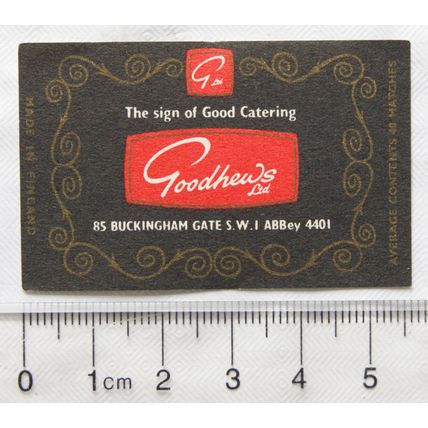 G Ltd
The sign of Good Catering
Goodhews
Ltd
85 BUCKINGHAM GATE S.W.1 ABBey 4401
MADE IN FINLAND
AVERAGE CONTENTS 40 MATCHES
0 1cm 2 3 4 5